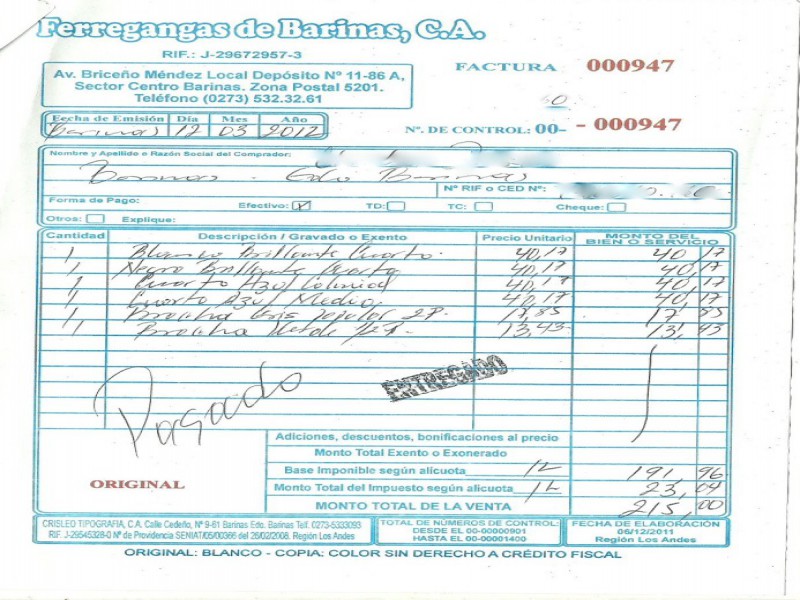 Ferregangas de Barinas, C.A.
RIF.: J-29672957-3
Av. Briceño Méndez Local Depósito Nº 11-86 A,
Sector Centro Barinas. Zona Postal 5201.
Teléfono (0273) 532.32.61
FACTURA 000947
Fecha de Emisión Día Mes Año
Barinas 12 03 2012
Nº. DE CONTROL: 00- - 000947
Nombre y Apellido o Razón Social del Comprador:
Barinas. Edo Barinas
Nº RIF o CED Nº:
Forma de Pago:
Efectivo: TD: TC: Cheque:
Otros: Explique:
Cantidad Descripción / Gravado o Exento Precio Unitario MONTO DEL BIEN O SERVICIO
1 Blanco Brillante Cuarto. 40,17 40,17
1 Negro Brillante Cuarto 40,17 40,17
1 Cuarto Azul Colonial 40,17 40,17
1 Cuarto Azul Medio 40,17 40,17
1 Brocha Gris popular 2P. 17,85 17,85
1 Brocha Verde 13,43 13,43
Pagado
ENTREGADO
Adiciones, descuentos, bonificaciones al precio
Monto Total Exento o Exonerado
Base Imponible según alicuota 12 191,96
Monto Total del Impuesto según alicuota 12 23,04
MONTO TOTAL DE LA VENTA 215,00
ORIGINAL
CRISLEO TIPOGRAFIA, C.A. Calle Cedeño, Nº 9-61 Barinas Edo. Barinas Telf. 0273-5333093
RIF. J-29545328-0 Nº de Providencia SENIAT/05/00366 del 26/02/2008. Región Los Andes
TOTAL DE NÚMEROS DE CONTROL:
DESDE EL 00-00000901
HASTA EL 00-00001400
FECHA DE ELABORACIÓN
06/12/2011
Región Los Andes
ORIGINAL: BLANCO - COPIA: COLOR SIN DERECHO A CRÉDITO FISCAL